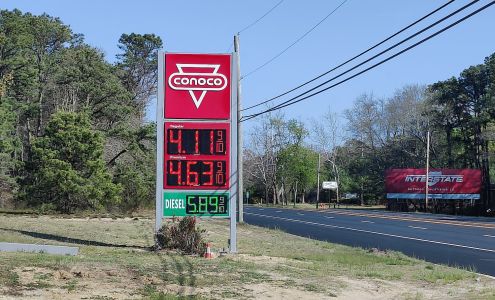 CONOCO
Regular
4.11 9/10
Premium
4.63 9/10
DIESEL 5.89 9/10
INTERSTATE